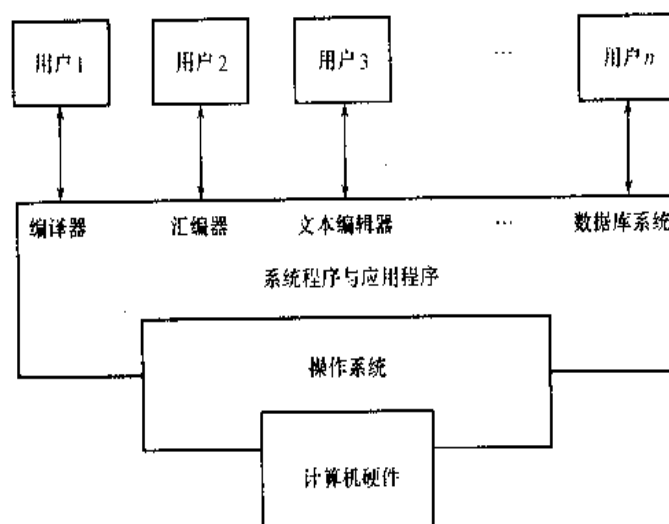 用户1 用户2 用户3 … 用户n
编译器 汇编器 文本编辑器 … 数据库系统
系统程序与应用程序
操作系统
计算机硬件